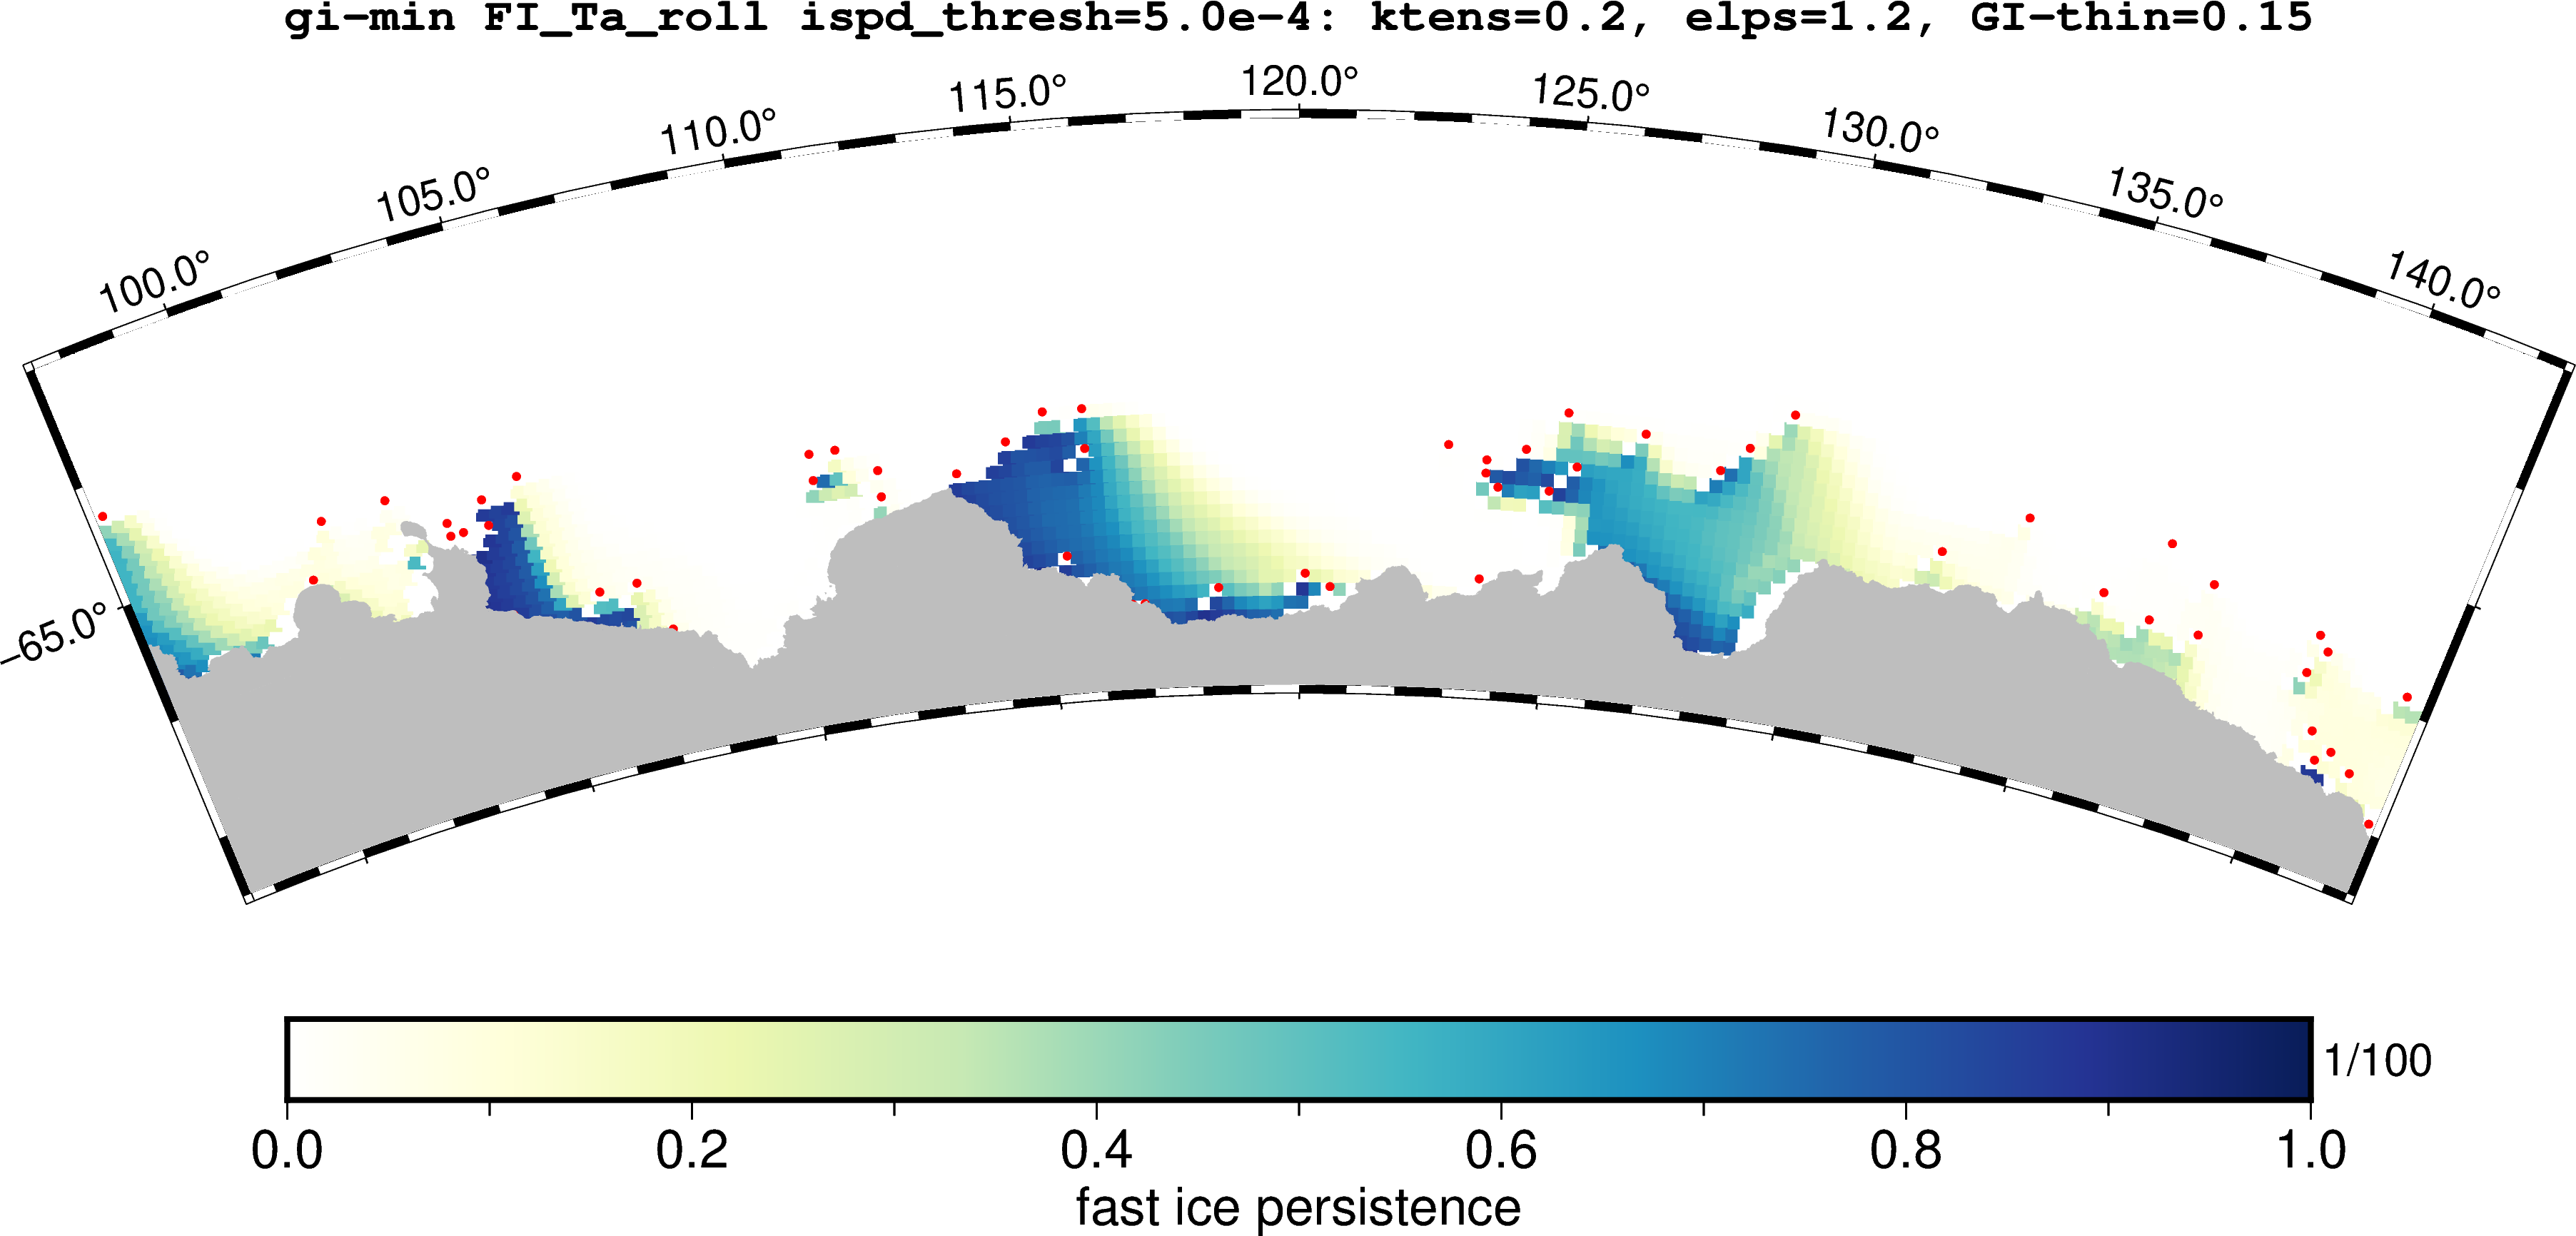 gi-min FI_Ta_roll ispd_thresh=5.0e-4: ktens=0.2, elps=1.2, GI-thin=0.15
100.0° 105.0° 110.0° 115.0° 120.0° 125.0° 130.0° 135.0° 140.0°
-65.0°
1/100
0.0 0.2 0.4 0.6 0.8 1.0
fast ice persistence